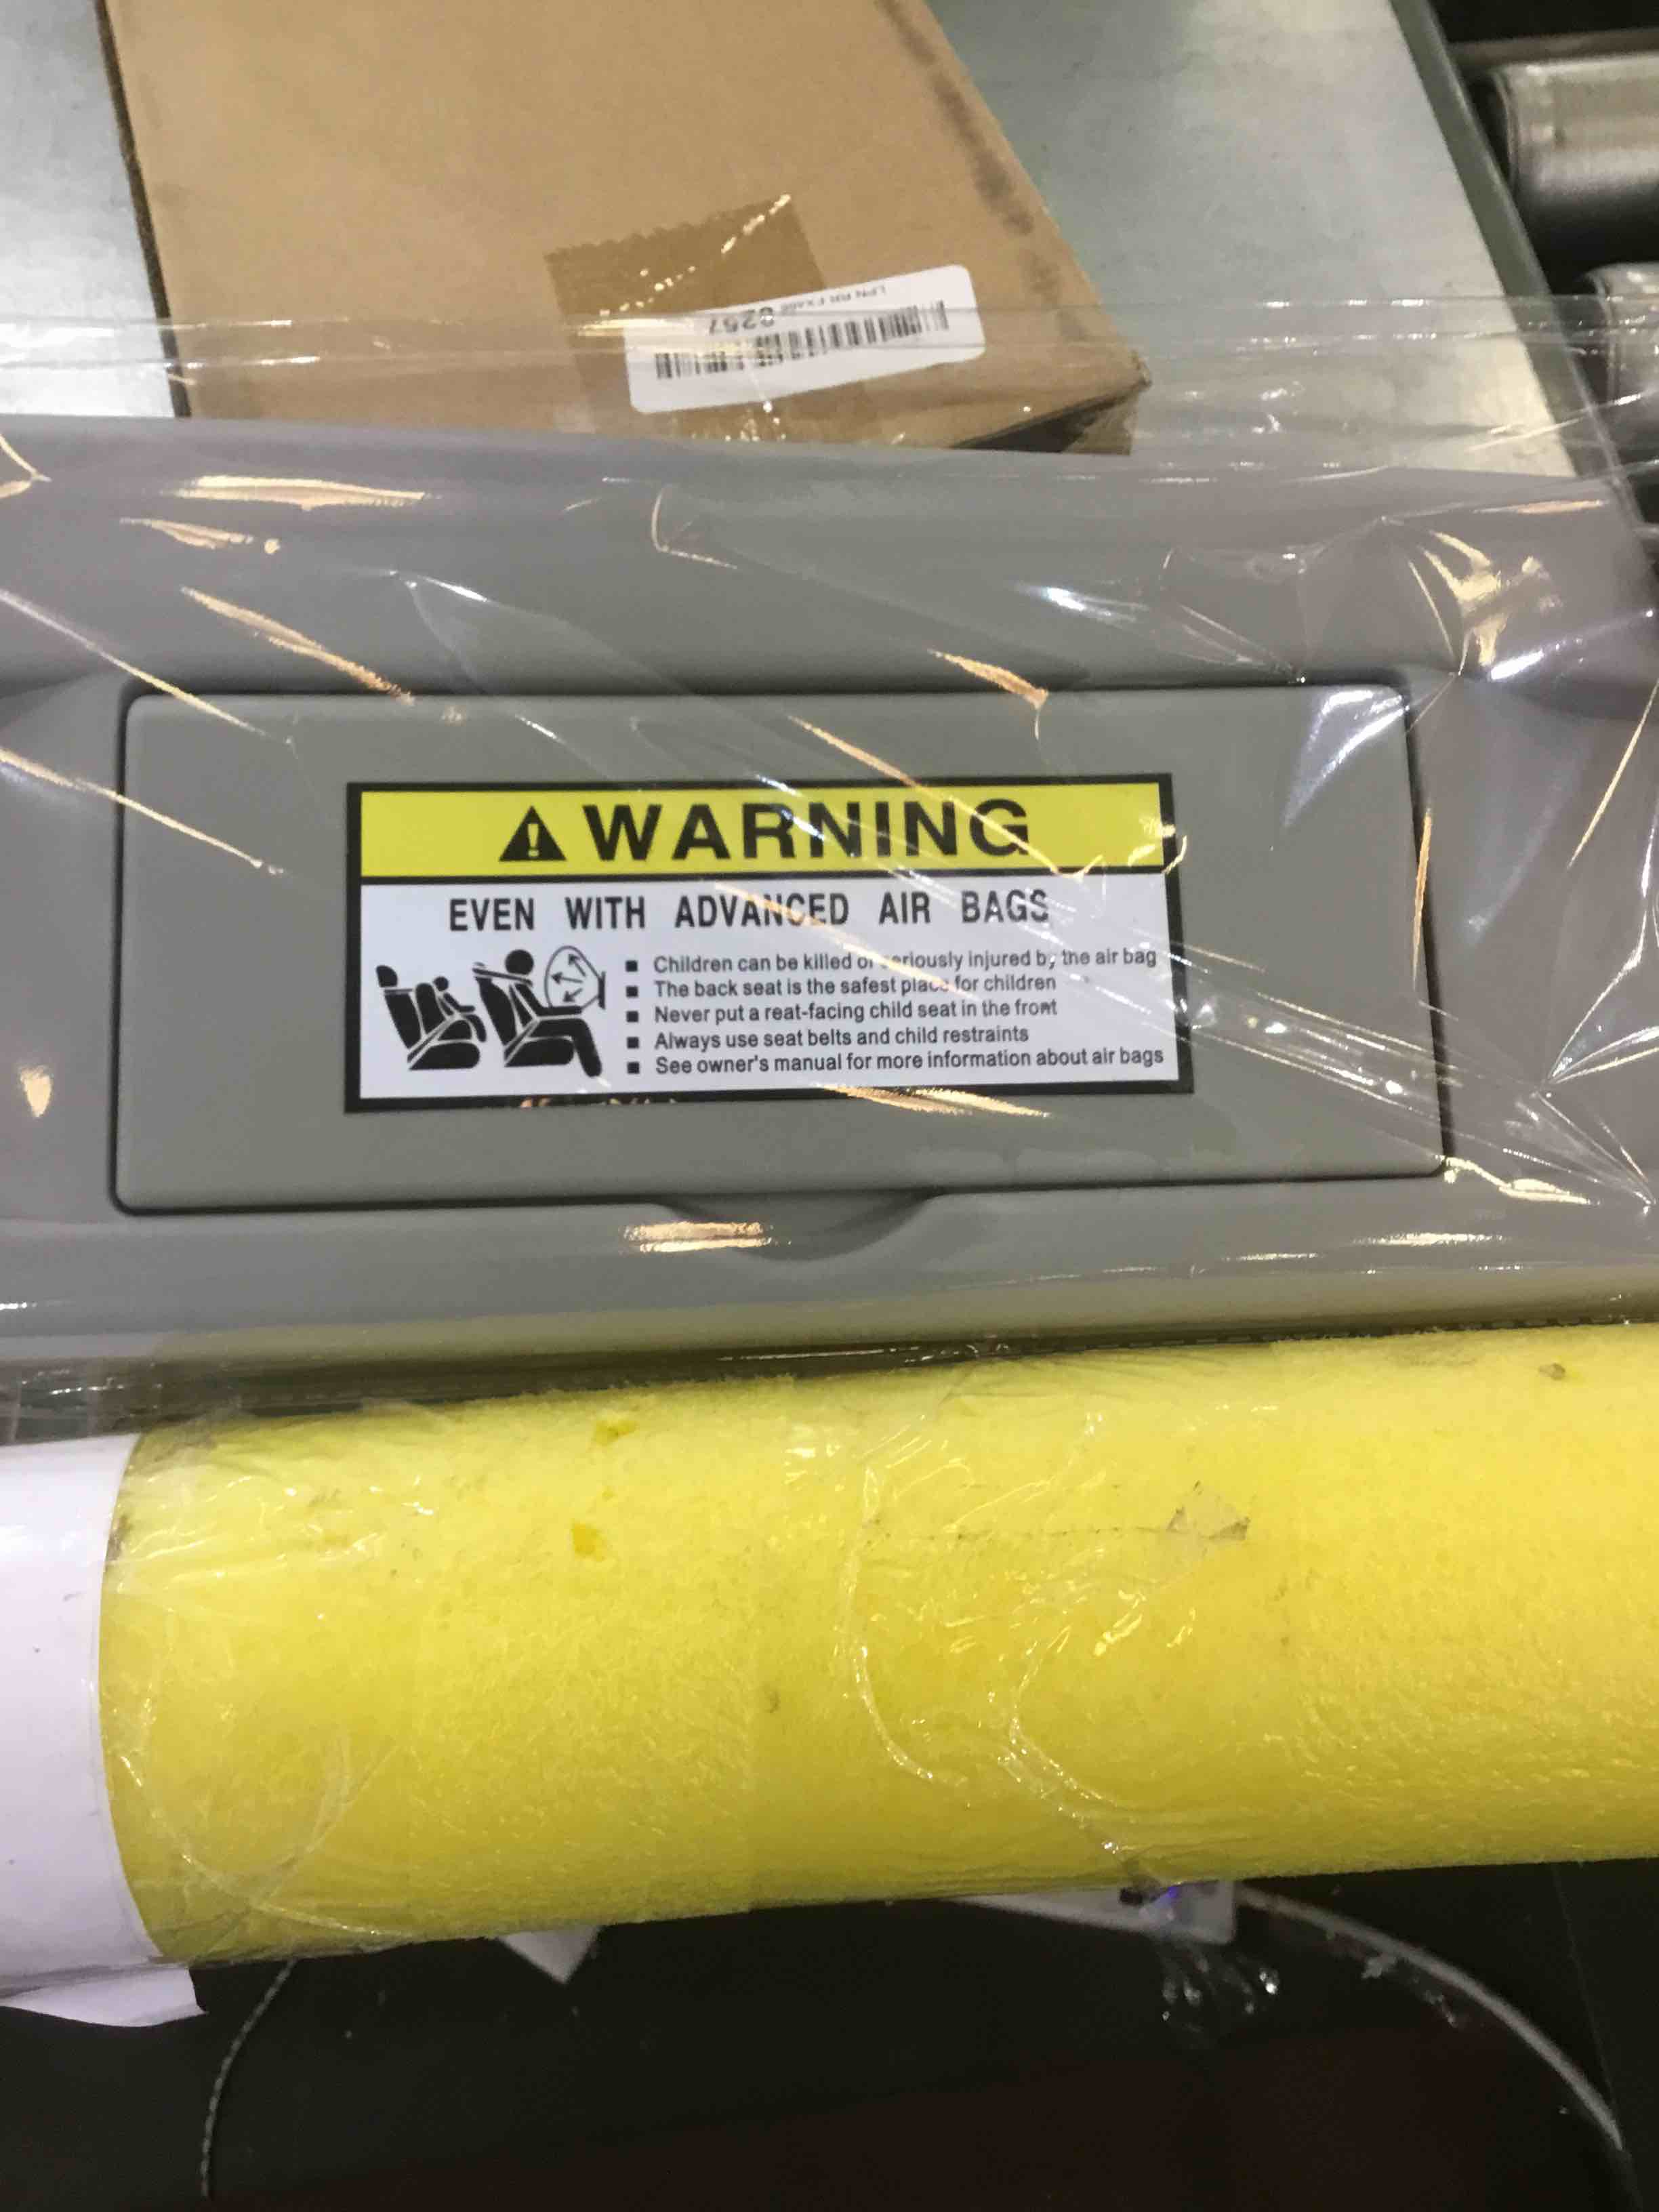 8257
WARNING
EVEN WITH ADVANCED AIR BAGS
Children can be killed or seriously injured by the air bag
The back seat is the safest place for children
Never put a reat-facing child seat in the front
Always use seat belts and child restraints
See owner's manual for more information about air bags